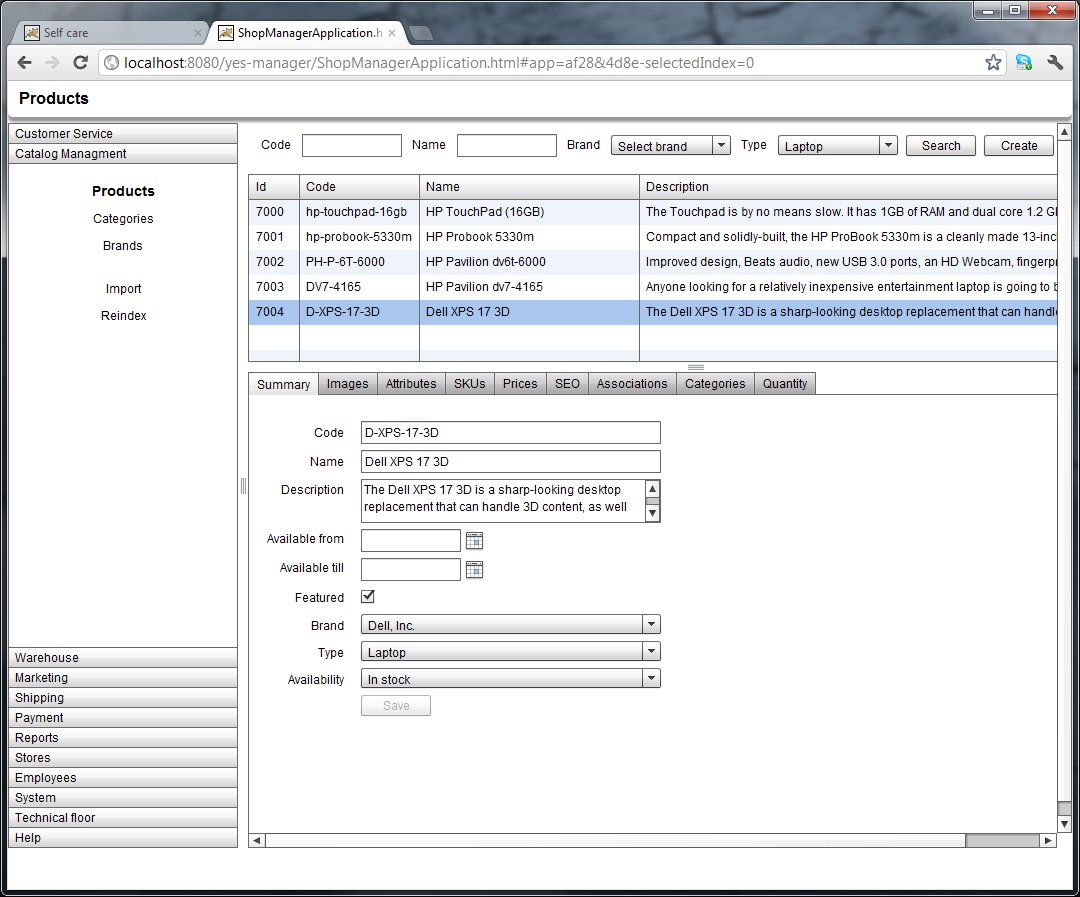 Self care
ShopManagerApplication.h
localhost:8080/yes-manager/ShopManagerApplication.html#app=af28&4d8e-selectedIndex=0
Products
Customer Service
Catalog Managment
Products
Categories
Brands
Import
Reindex
Warehouse
Marketing
Shipping
Payment
Reports
Stores
Employees
System
Technical floor
Help
Code Name Brand Select brand Type Laptop Search Create
Id Code Name Description
7000 hp-touchpad-16gb HP TouchPad (16GB) The Touchpad is by no means slow. It has 1GB of RAM and dual core 1.2 G
7001 hp-probook-5330m HP Probook 5330m Compact and solidly-built, the HP ProBook 5330m is a cleanly made 13-inc
7002 PH-P-6T-6000 HP Pavilion dv6t-6000 Improved design, Beats audio, new USB 3.0 ports, an HD Webcam, fingerpr
7003 DV7-4165 HP Pavilion dv7-4165 Anyone looking for a relatively inexpensive entertainment laptop is going to b
7004 D-XPS-17-3D Dell XPS 17 3D The Dell XPS 17 3D is a sharp-looking desktop replacement that can handl
Summary Images Attributes SKUs Prices SEO Associations Categories Quantity
Code D-XPS-17-3D
Name Dell XPS 17 3D
Description The Dell XPS 17 3D is a sharp-looking desktop
replacement that can handle 3D content, as well
Available from
Available till
Featured
Brand Dell, Inc.
Type Laptop
Availability In stock
Save